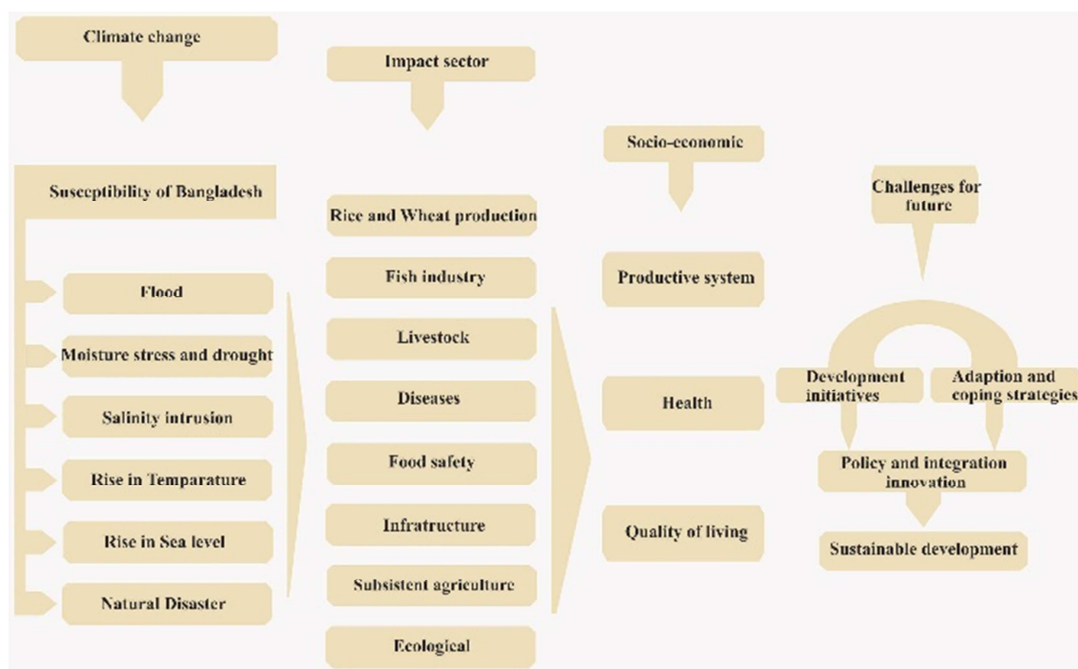 Climate change
Susceptibility of Bangladesh
Flood
Moisture stress and drought
Salinity intrusion
Rise in Temparature
Rise in Sea level
Natural Disaster
Impact sector
Rice and Wheat production
Fish industry
Livestock
Diseases
Food safety
Infratructure
Subsistent agriculture
Ecological
Socio-economic
Productive system
Health
Quality of living
Challenges for
future
Development
initiatives
Adaption and
coping strategies
Policy and integration
innovation
Sustainable development